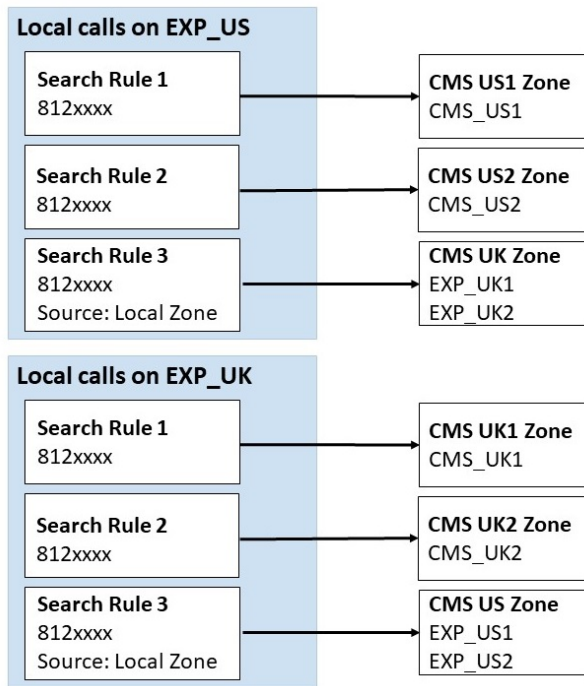 Local calls on EXP_US
Search Rule 1
812xxxx
CMS US1 Zone
CMS_US1
Search Rule 2
812xxxx
CMS US2 Zone
CMS_US2
Search Rule 3
812xxxx
Source: Local Zone
CMS UK Zone
EXP_UK1
EXP_UK2
Local calls on EXP_UK
Search Rule 1
812xxxx
CMS UK1 Zone
CMS_UK1
Search Rule 2
812xxxx
CMS UK2 Zone
CMS_UK2
Search Rule 3
812xxxx
Source: Local Zone
CMS US Zone
EXP_US1
EXP_US2